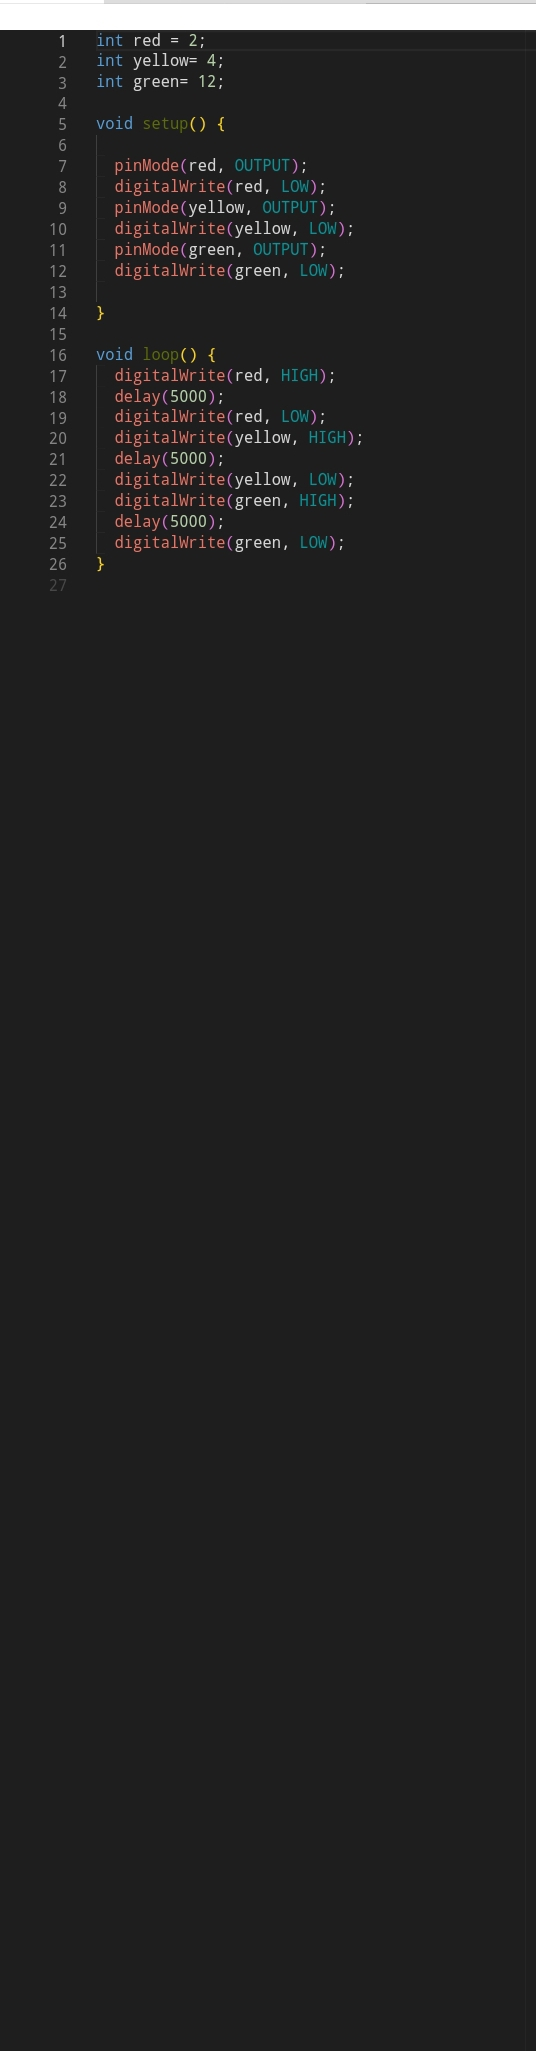 1 int red = 2;
2 int yellow= 4;
3 int green= 12;
4
5 void setup() {
6
7 pinMode(red, OUTPUT);
8 digitalWrite(red, LOW);
9 pinMode(yellow, OUTPUT);
10 digitalWrite(yellow, LOW);
11 pinMode(green, OUTPUT);
12 digitalWrite(green, LOW);
13
14 }
15
16 void loop() {
17 digitalWrite(red, HIGH);
18 delay(5000);
19 digitalWrite(red, LOW);
20 digitalWrite(yellow, HIGH);
21 delay(5000);
22 digitalWrite(yellow, LOW);
23 digitalWrite(green, HIGH);
24 delay(5000);
25 digitalWrite(green, LOW);
26 }
27